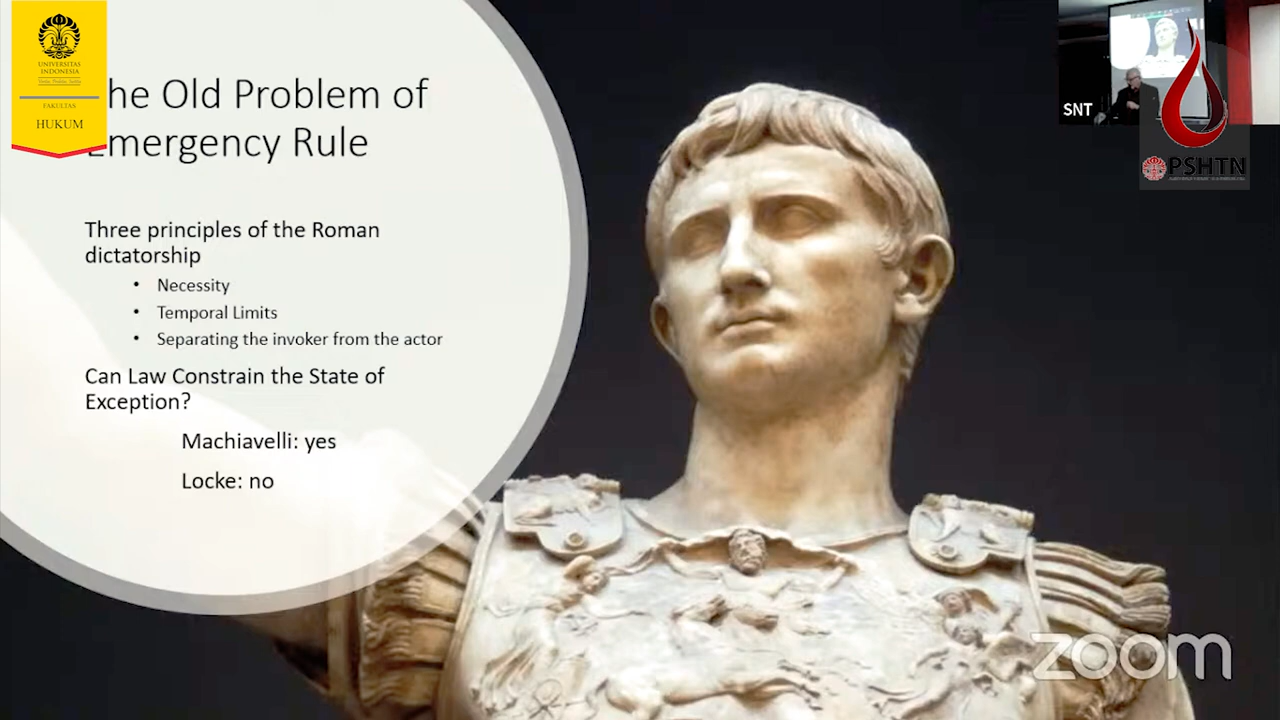 UNIVERSITAS
INDONESIA
FAKULTAS
HUKUM
he Old Problem of
mergency Rule
Three principles of the Roman
dictatorship
• Necessity
• Temporal Limits
• Separating the invoker from the actor
Can Law Constrain the State of
Exception?
Machiavelli: yes
Locke: no
SNT
PSHTN
zoom